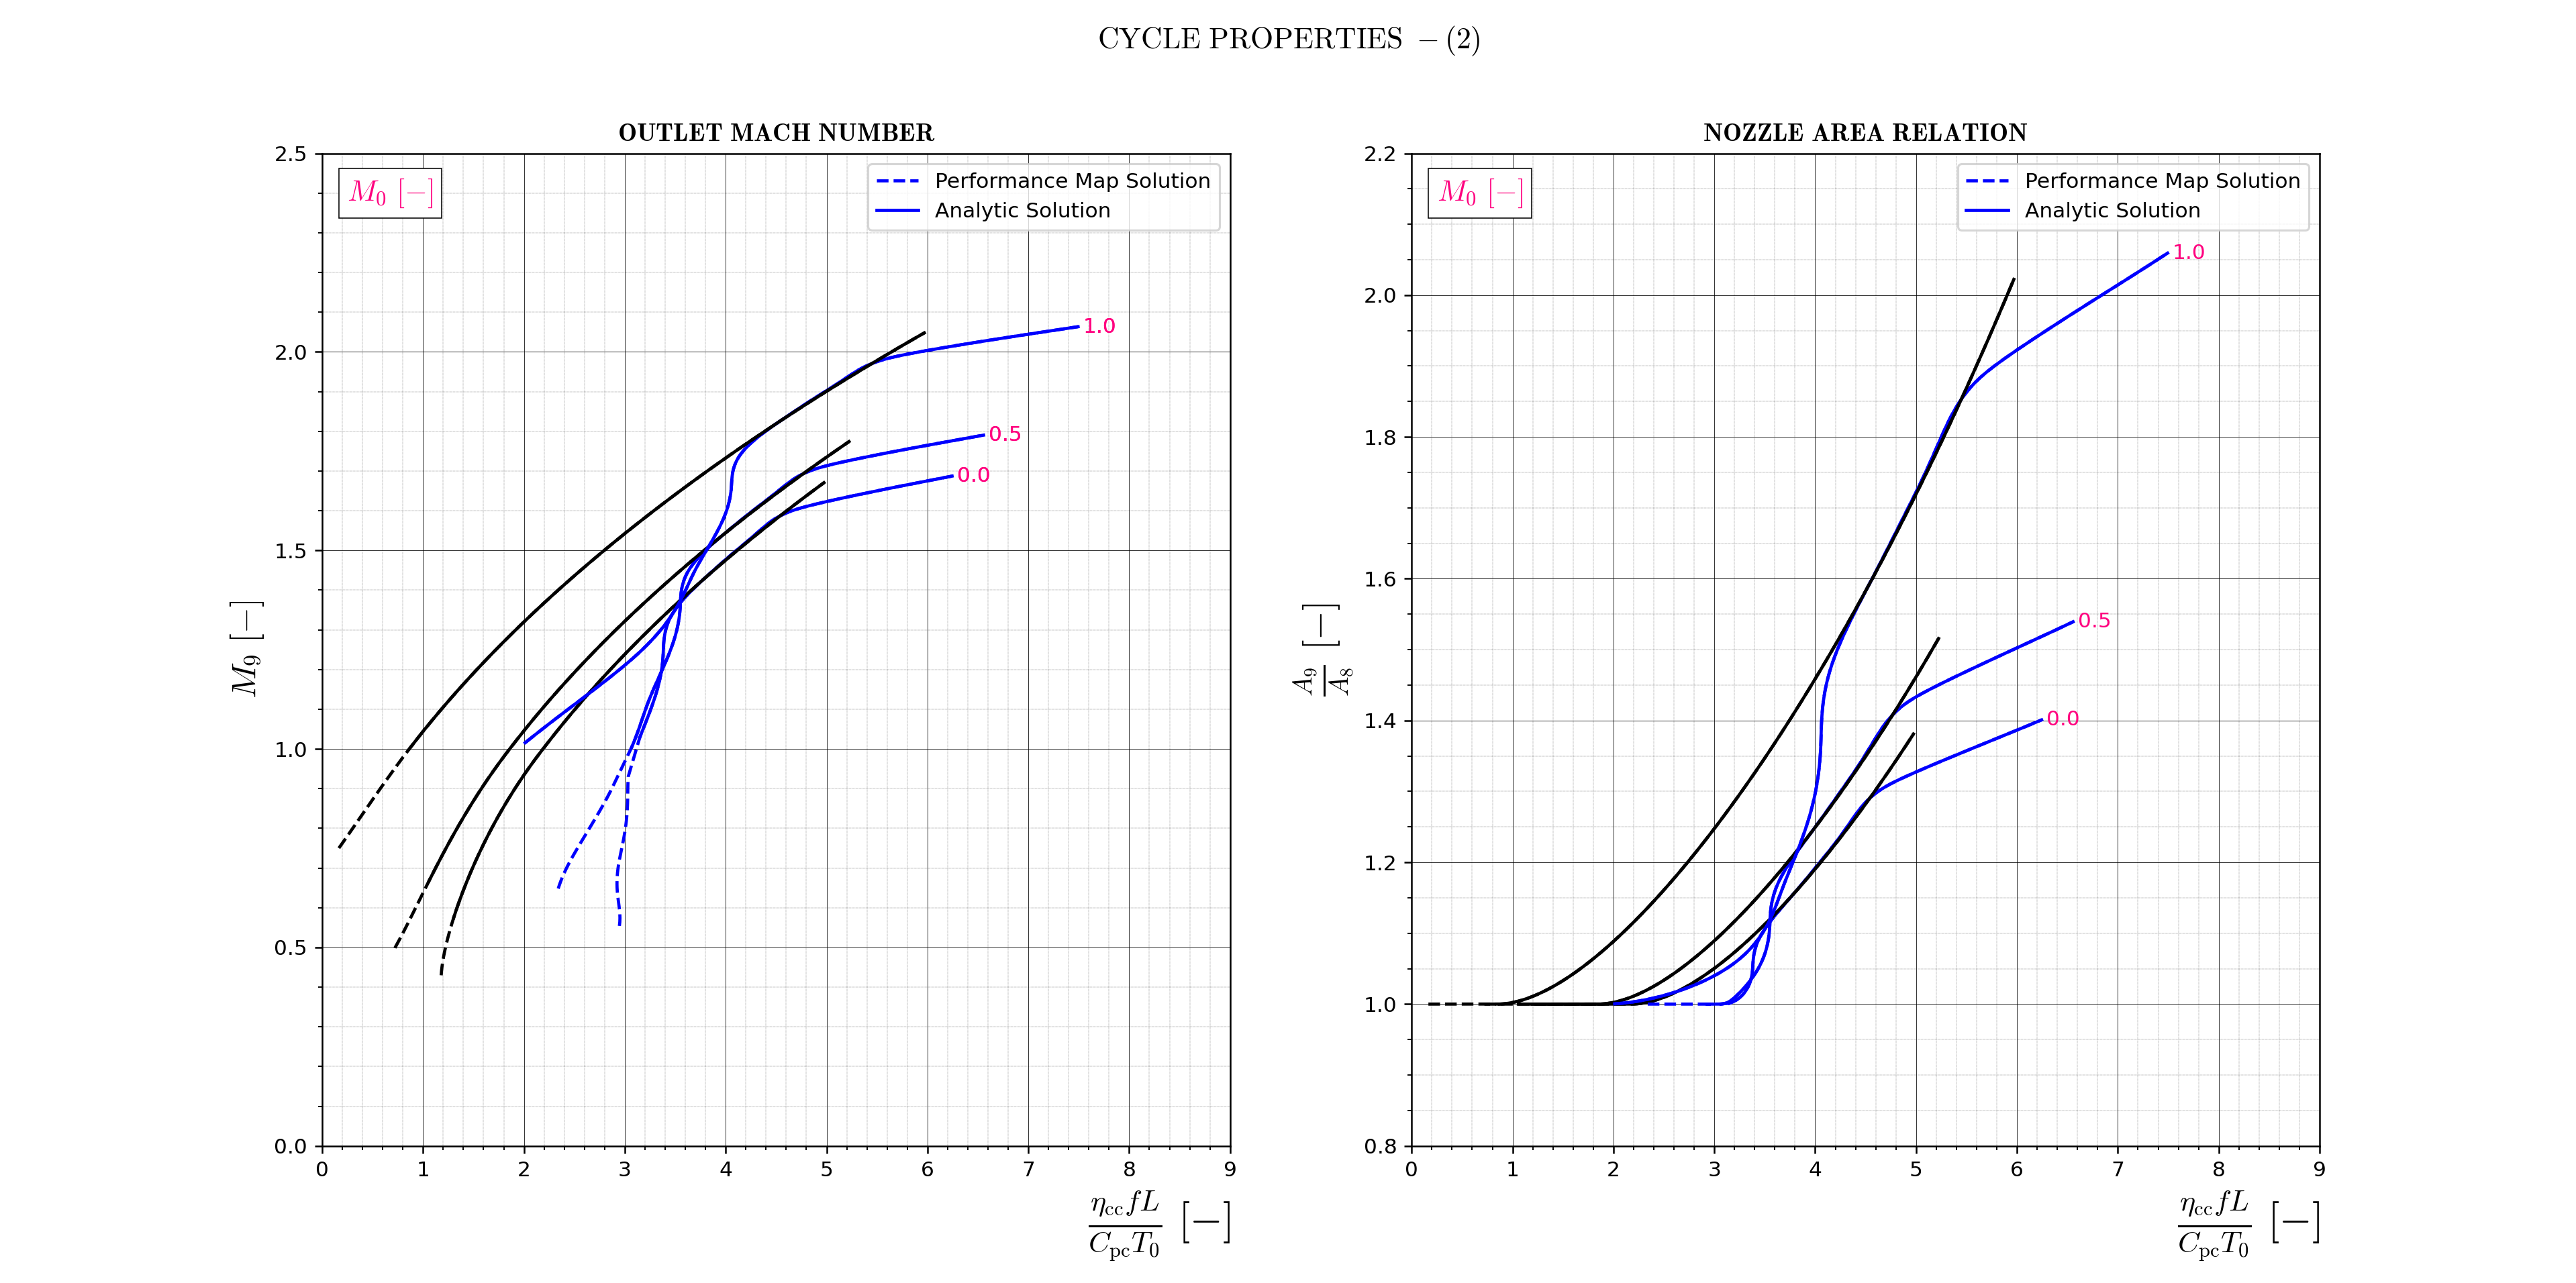 CYCLE PROPERTIES − (2)
OUTLET MACH NUMBER
M₀ [−]
Performance Map Solution
Analytic Solution
2.5
2.0
1.5
1.0
0.5
0.0
1.0
0.5
0.0
M₉ [−]
0 1 2 3 4 5 6 7 8 9
η_cc f L / C_pc T₀ [−]
NOZZLE AREA RELATION
M₀ [−]
Performance Map Solution
Analytic Solution
2.2
2.0
1.8
1.6
1.4
1.2
1.0
0.8
1.0
0.5
0.0
A₉ / A₈ [−]
0 1 2 3 4 5 6 7 8 9
η_cc f L / C_pc T₀ [−]